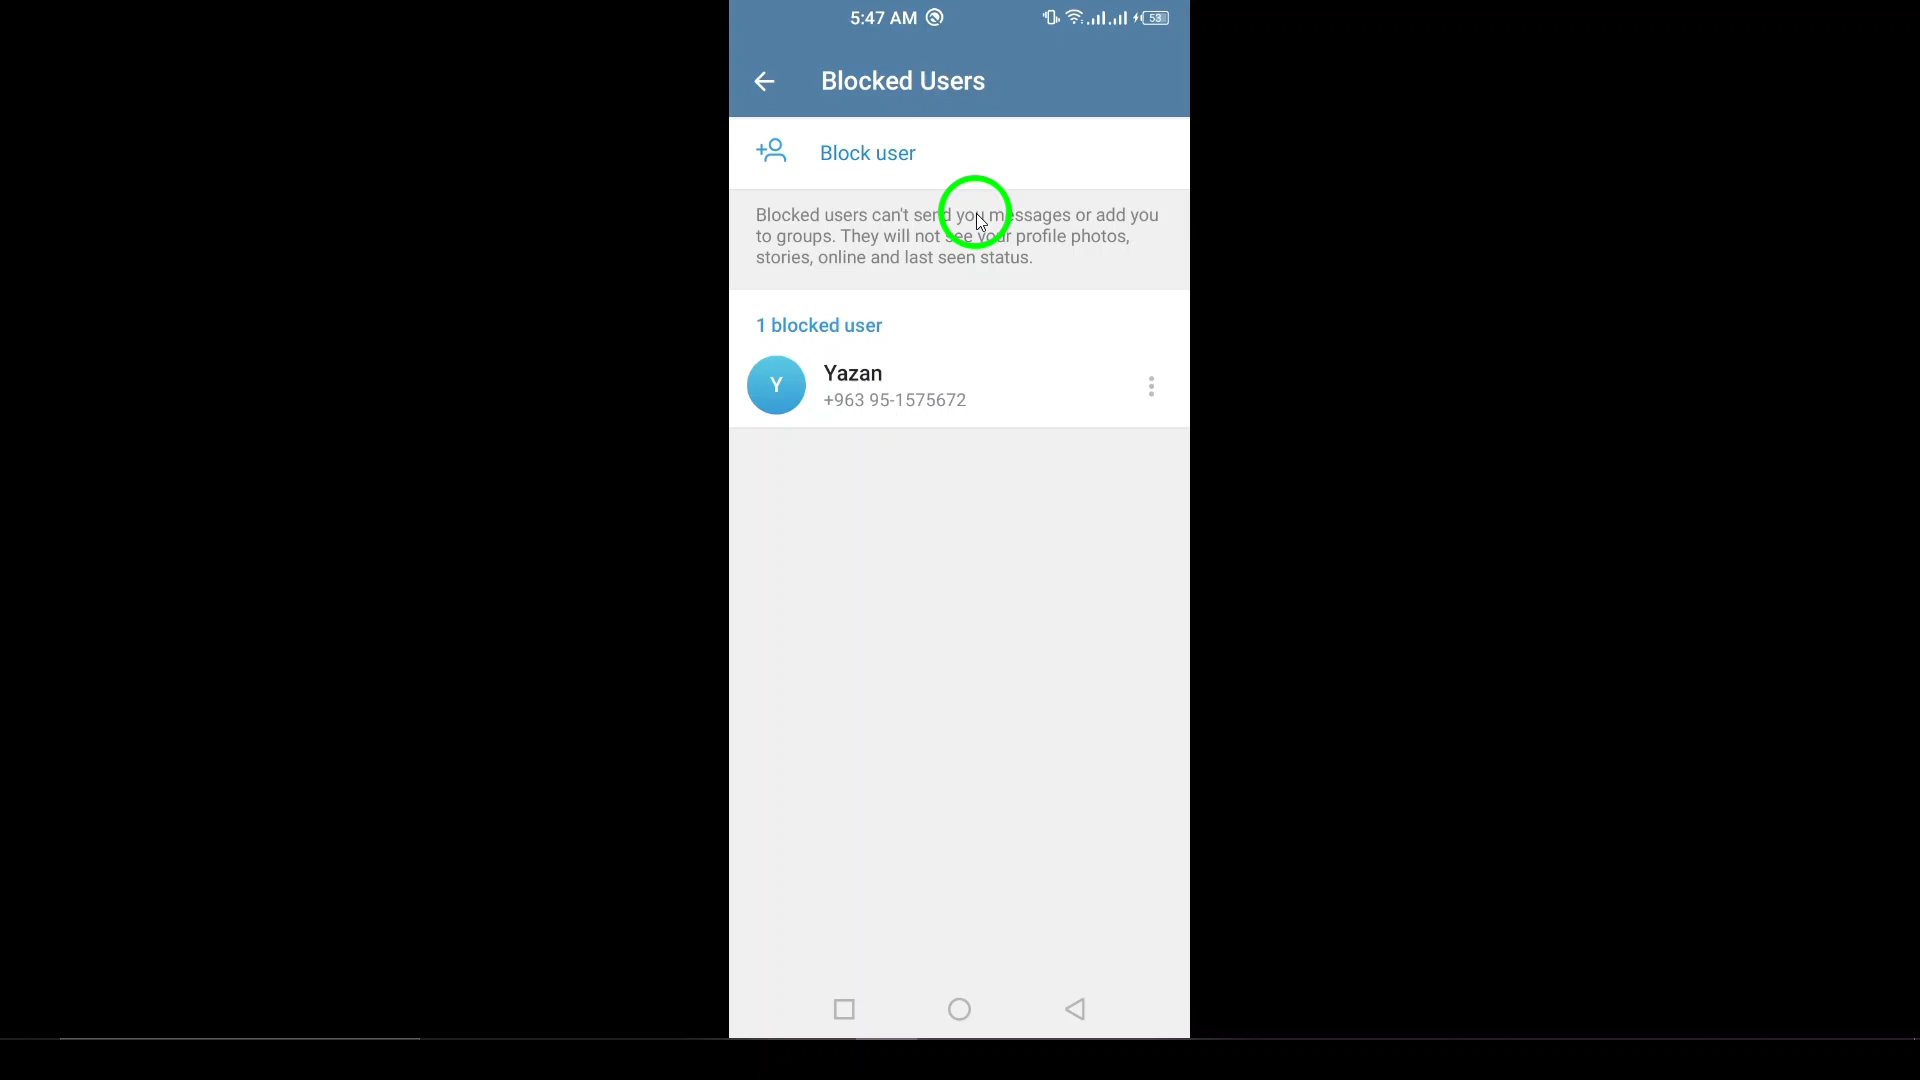 5:47 AM
53
Blocked Users
Block user
Blocked users can't send you messages or add you
to groups. They will not see your profile photos,
stories, online and last seen status.
1 blocked user
Y
Yazan
+963 95-1575672